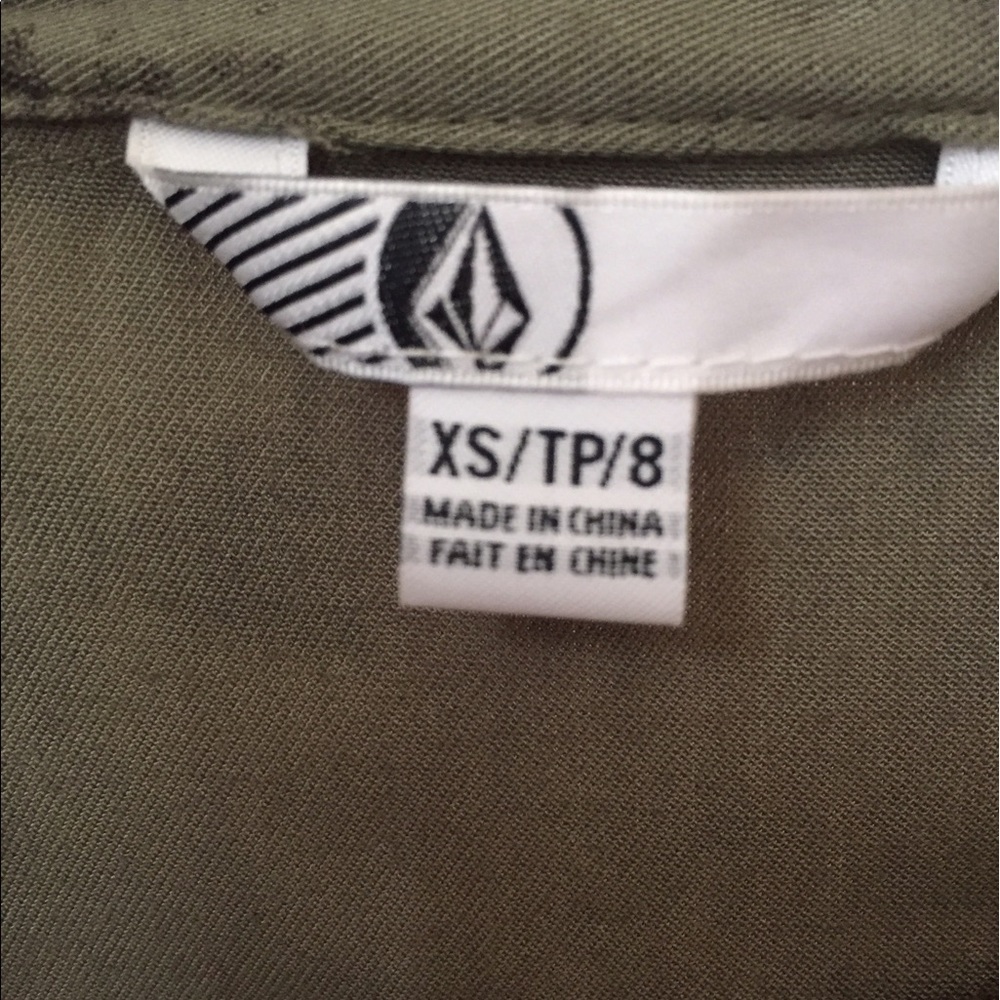 XS/TP/8
MADE IN CHINA
FAIT EN CHINE